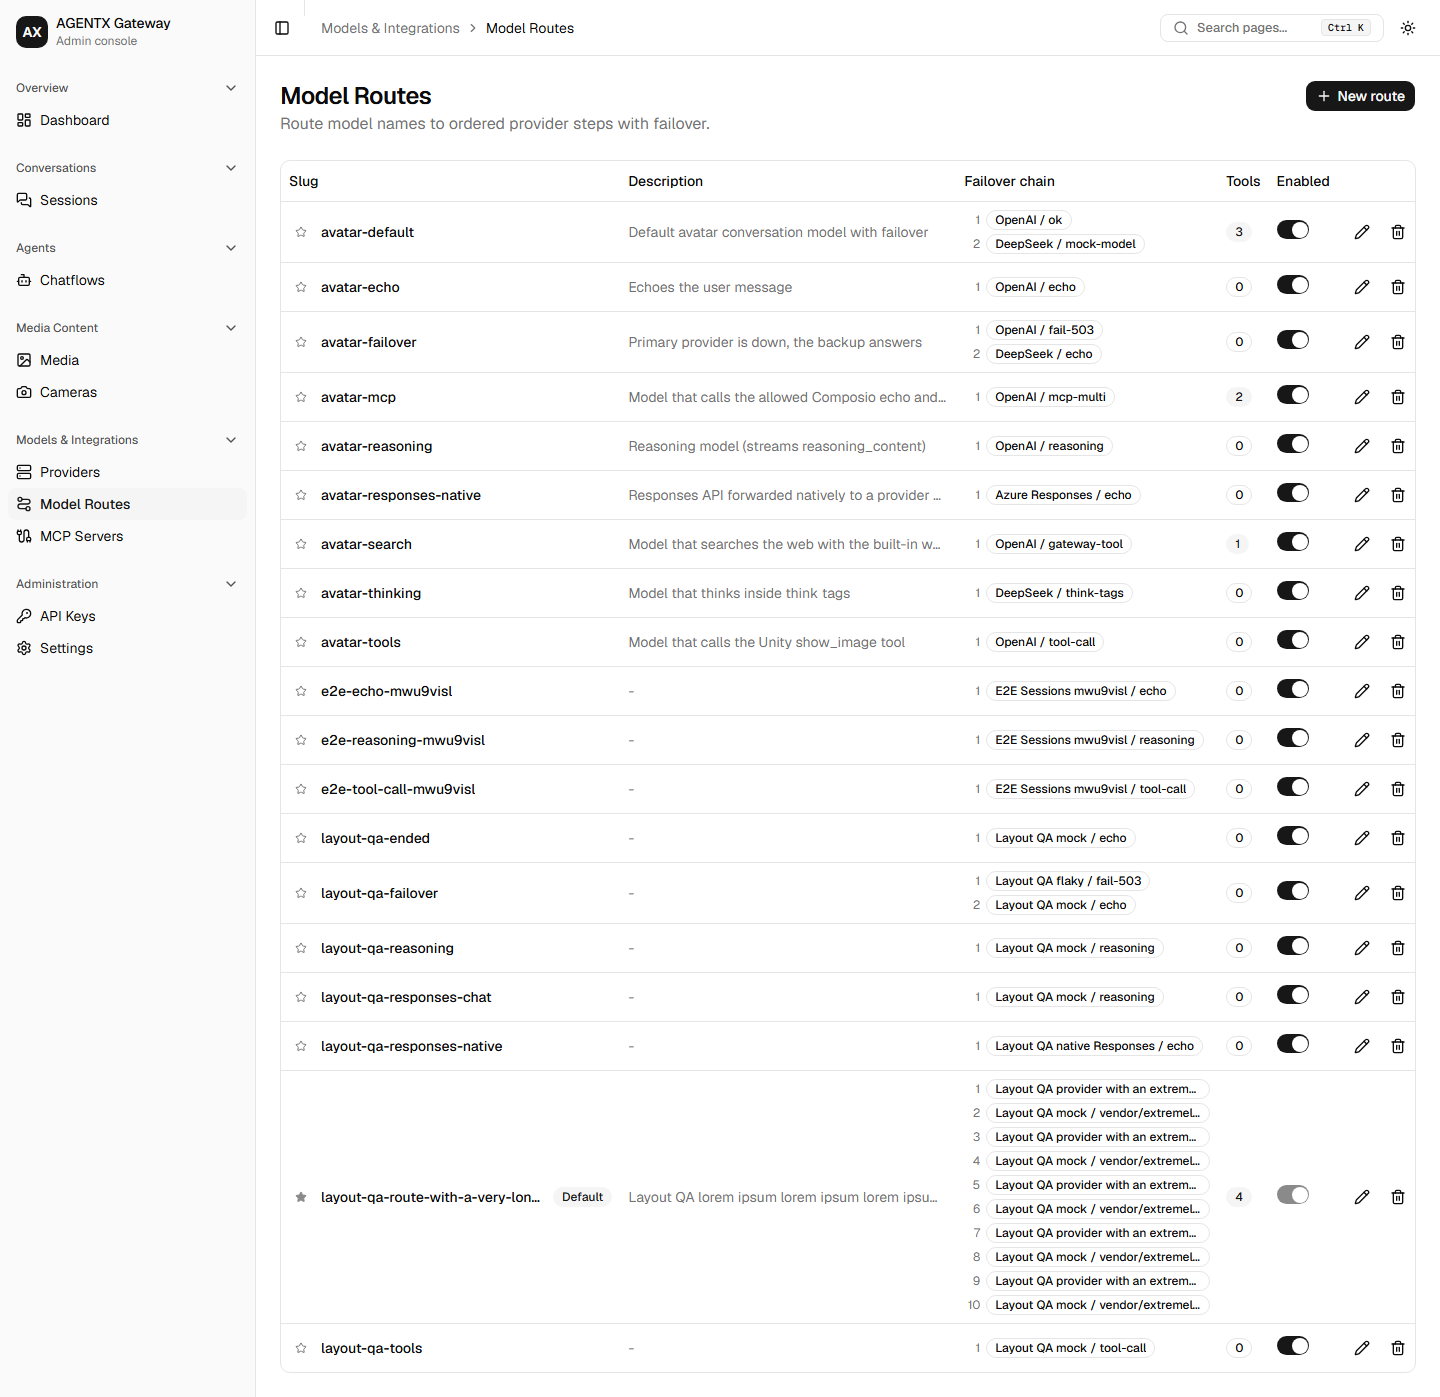 AX
AGENTX Gateway
Admin console
Overview
Dashboard
Conversations
Sessions
Agents
Chatflows
Media Content
Media
Cameras
Models & Integrations
Providers
Model Routes
MCP Servers
Administration
API Keys
Settings
Models & Integrations > Model Routes
Search pages... Ctrl K
Model Routes
Route model names to ordered provider steps with failover.
+ New route
Slug Description Failover chain Tools Enabled
avatar-default Default avatar conversation model with failover 1 OpenAI / ok 3
2 DeepSeek / mock-model
avatar-echo Echoes the user message 1 OpenAI / echo 0
avatar-failover Primary provider is down, the backup answers 1 OpenAI / fail-503 0
2 DeepSeek / echo
avatar-mcp Model that calls the allowed Composio echo and... 1 OpenAI / mcp-multi 2
avatar-reasoning Reasoning model (streams reasoning_content) 1 OpenAI / reasoning 0
avatar-responses-native Responses API forwarded natively to a provider ... 1 Azure Responses / echo 0
avatar-search Model that searches the web with the built-in w... 1 OpenAI / gateway-tool 1
avatar-thinking Model that thinks inside think tags 1 DeepSeek / think-tags 0
avatar-tools Model that calls the Unity show_image tool 1 OpenAI / tool-call 0
e2e-echo-mwu9visl - 1 E2E Sessions mwu9visl / echo 0
e2e-reasoning-mwu9visl - 1 E2E Sessions mwu9visl / reasoning 0
e2e-tool-call-mwu9visl - 1 E2E Sessions mwu9visl / tool-call 0
layout-qa-ended - 1 Layout QA mock / echo 0
layout-qa-failover - 1 Layout QA flaky / fail-503 0
2 Layout QA mock / echo
layout-qa-reasoning - 1 Layout QA mock / reasoning 0
layout-qa-responses-chat - 1 Layout QA mock / reasoning 0
layout-qa-responses-native - 1 Layout QA native Responses / echo 0
layout-qa-route-with-a-very-lon... Default Layout QA lorem ipsum lorem ipsum lorem ipsu... 4
1 Layout QA provider with an extrem...
2 Layout QA mock / vendor/extremel...
3 Layout QA provider with an extrem...
4 Layout QA mock / vendor/extremel...
5 Layout QA provider with an extrem...
6 Layout QA mock / vendor/extremel...
7 Layout QA provider with an extrem...
8 Layout QA mock / vendor/extremel...
9 Layout QA provider with an extrem...
10 Layout QA mock / vendor/extremel...
layout-qa-tools - 1 Layout QA mock / tool-call 0